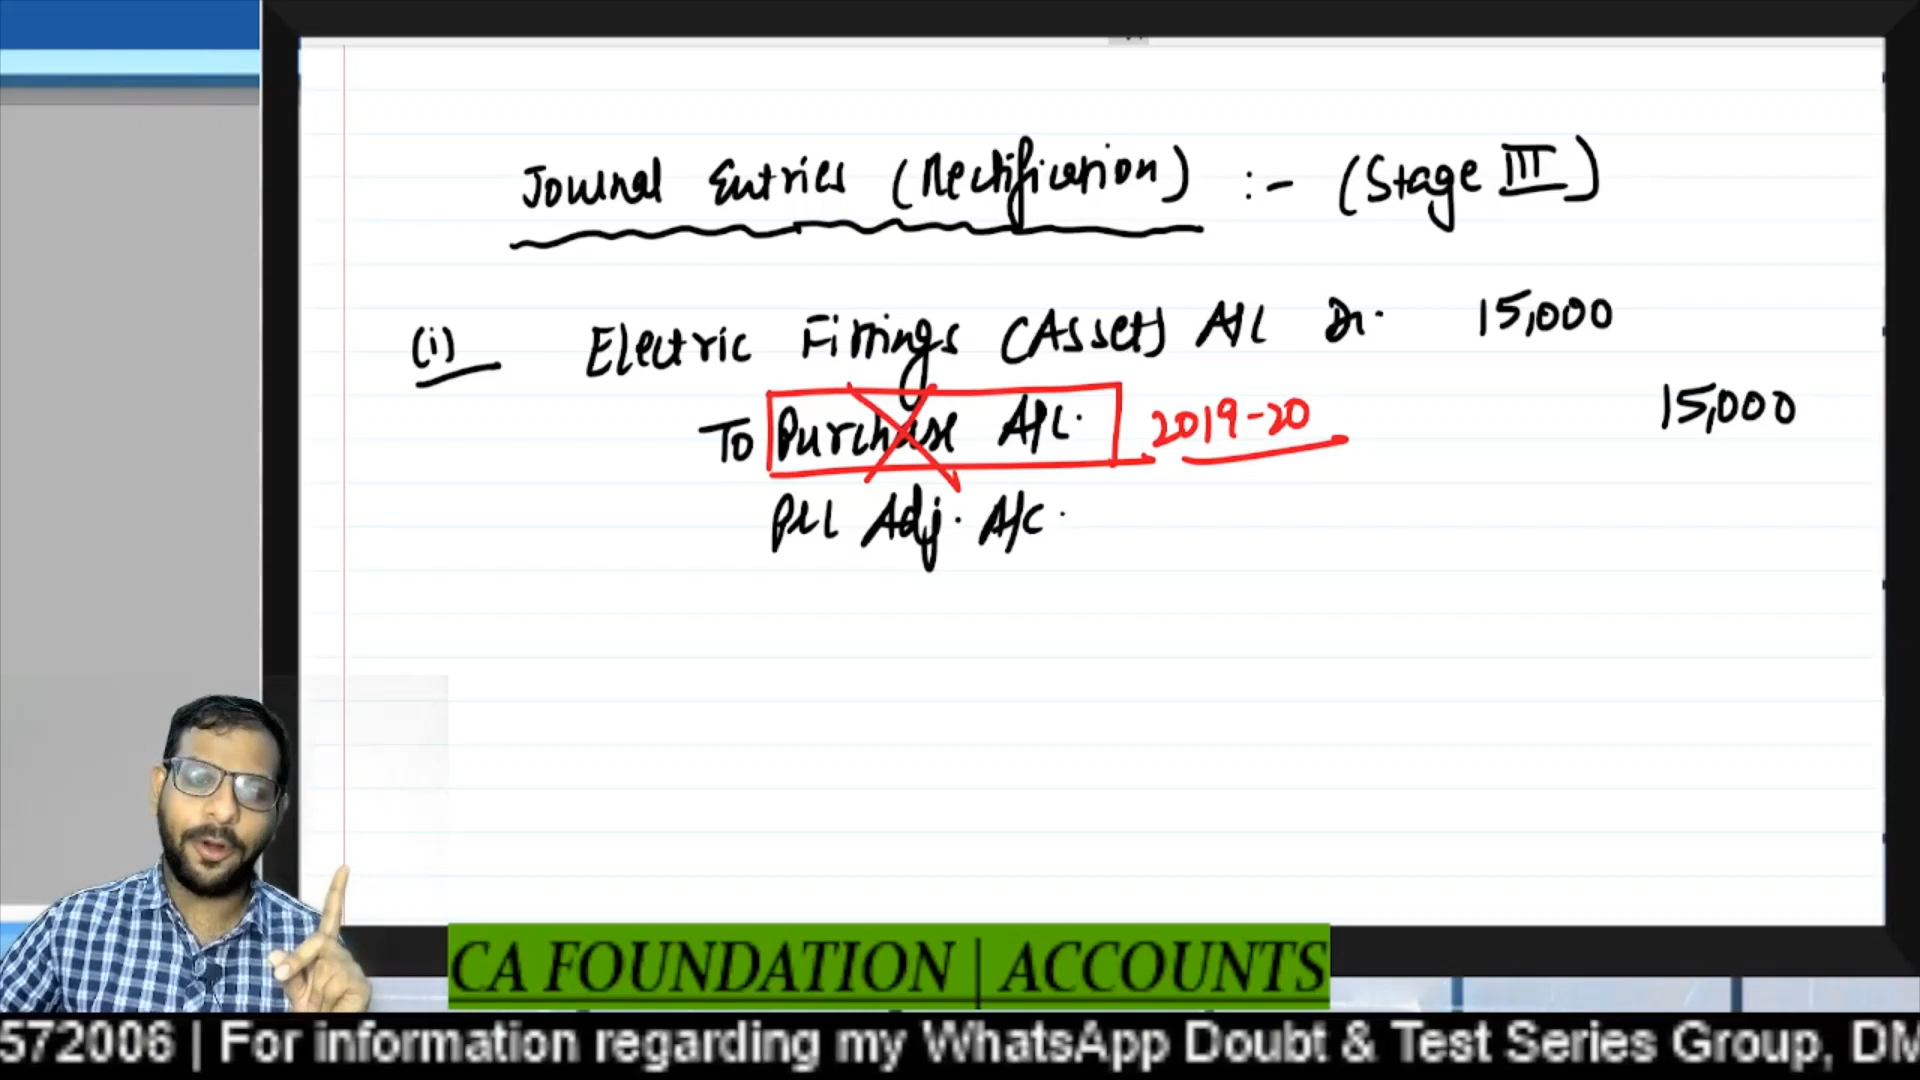 Journal Entries (Rectification) :- (Stage III)
(i) Electric Fittings (Assets) A/c Dr. 15,000
To Purchase A/c. 2019-20 15,000
P&L Adj. A/c.
CA FOUNDATION | ACCOUNTS
572006 | For information regarding my WhatsApp Doubt & Test Series Group, DM